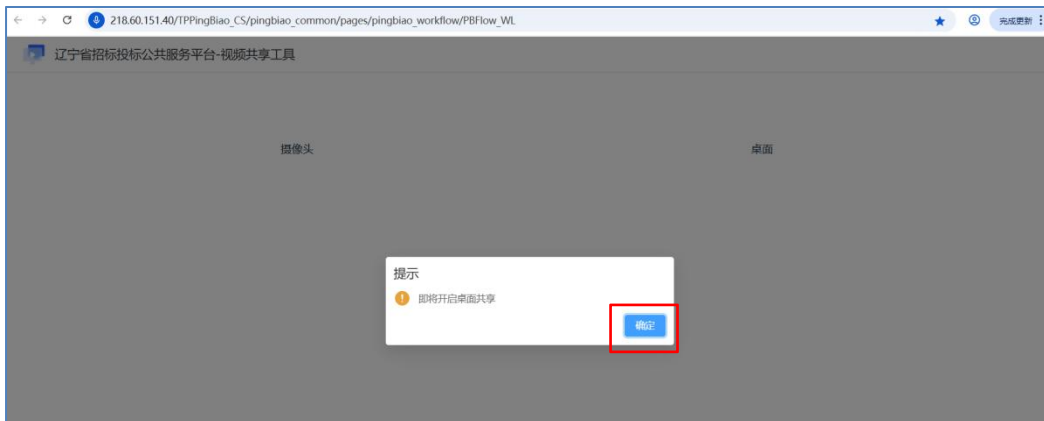 218.60.151.40/TPPingBiao_CS/pingbiao_common/pages/pingbiao_workflow/PBFlow_WL
完成更新
辽宁省招标投标公共服务平台-视频共享工具
摄像头
桌面
提示
即将开启桌面共享
确定